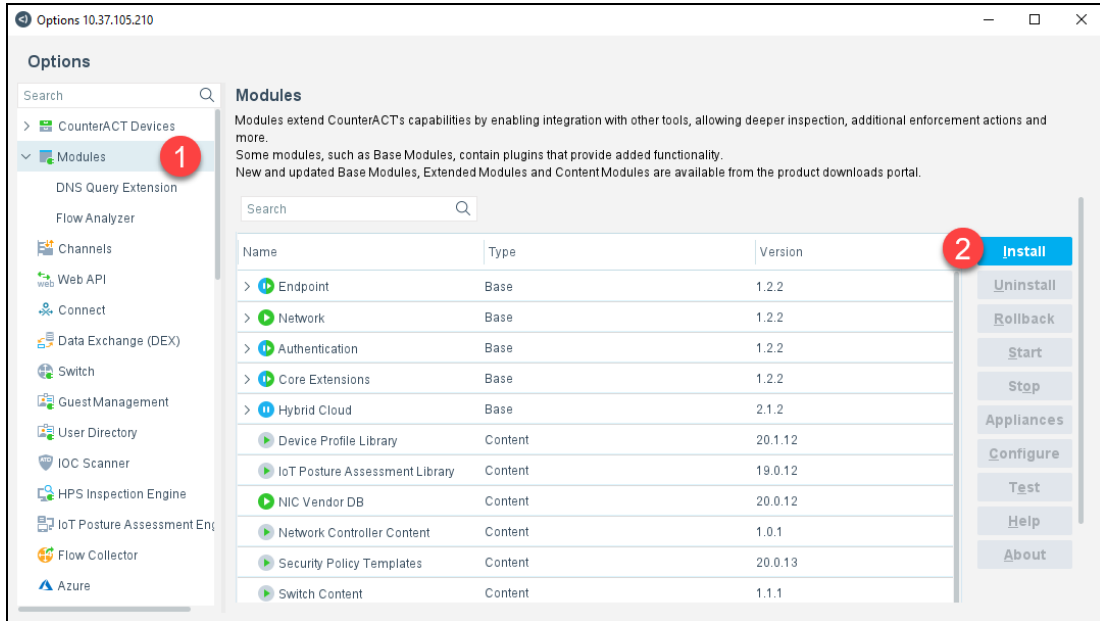 Options 10.37.105.210
Options
Search
CounterACT Devices
Modules
1
DNS Query Extension
Flow Analyzer
Channels
Web API
Connect
Data Exchange (DEX)
Switch
Guest Management
User Directory
IOC Scanner
HPS Inspection Engine
IoT Posture Assessment Eng
Flow Collector
Azure
Modules
Modules extend CounterACT's capabilities by enabling integration with other tools, allowing deeper inspection, additional enforcement actions and
more.
Some modules, such as Base Modules, contain plugins that provide added functionality.
New and updated Base Modules, Extended Modules and Content Modules are available from the product downloads portal.
Search
Name Type Version
Endpoint Base 1.2.2
Network Base 1.2.2
Authentication Base 1.2.2
Core Extensions Base 1.2.2
Hybrid Cloud Base 2.1.2
Device Profile Library Content 20.1.12
IoT Posture Assessment Library Content 19.0.12
NIC Vendor DB Content 20.0.12
Network Controller Content Content 1.0.1
Security Policy Templates Content 20.0.13
Switch Content Content 1.1.1
2
Install
Uninstall
Rollback
Start
Stop
Appliances
Configure
Test
Help
About